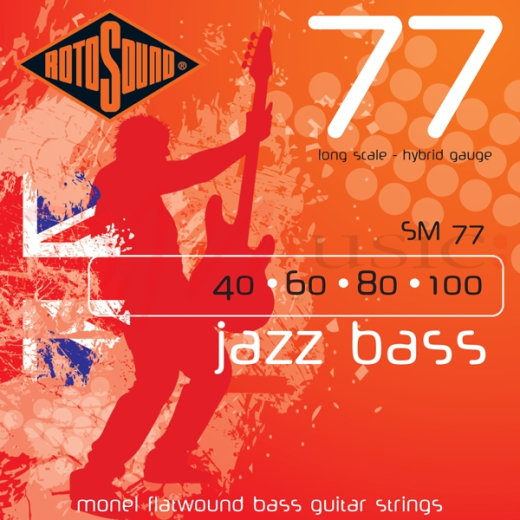 ROTOSOUND®
77
long scale - hybrid gauge
SM 77
music
40 • 60 • 80 • 100
jazz bass
monel flatwound bass guitar strings